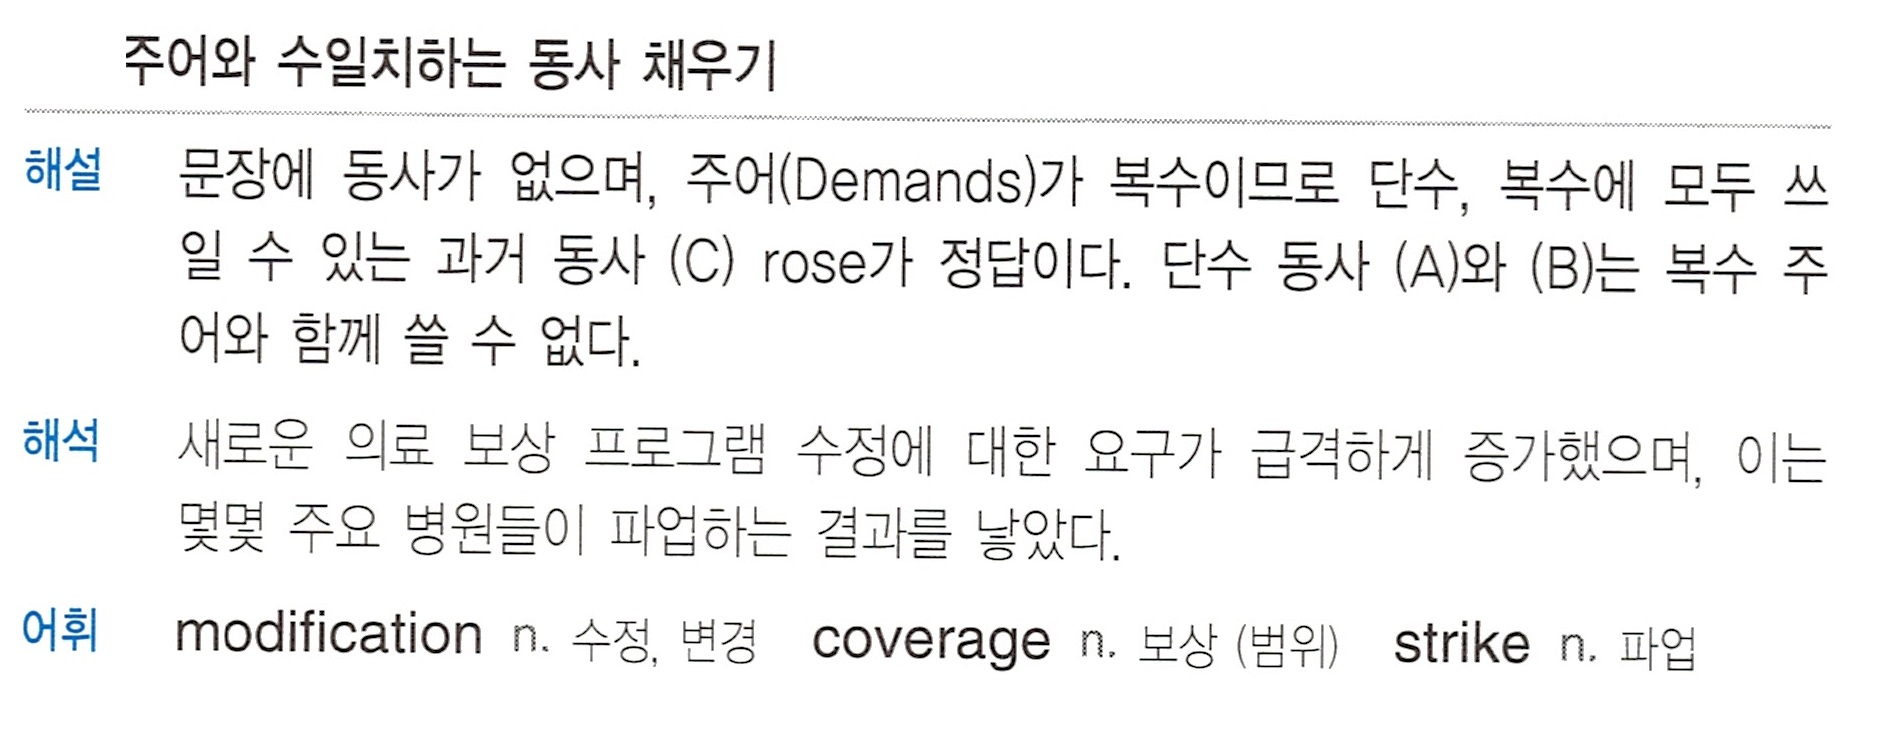 주어와 수일치하는 동사 채우기
해설 문장에 동사가 없으며, 주어(Demands)가 복수이므로 단수, 복수에 모두 쓰
일 수 있는 과거 동사 (C) rose가 정답이다. 단수 동사 (A)와 (B)는 복수 주
어와 함께 쓸 수 없다.
해석 새로운 의료 보상 프로그램 수정에 대한 요구가 급격하게 증가했으며, 이는
몇몇 주요 병원들이 파업하는 결과를 낳았다.
어휘 modification n. 수정, 변경 coverage n. 보상 (범위) strike n. 파업